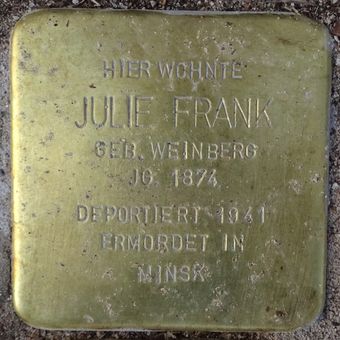 HIER WOHNTE
JULIE FRANK
GEB. WEINBERG
JG. 1874
DEPORTIERT 1941
ERMORDET IN
MINSK